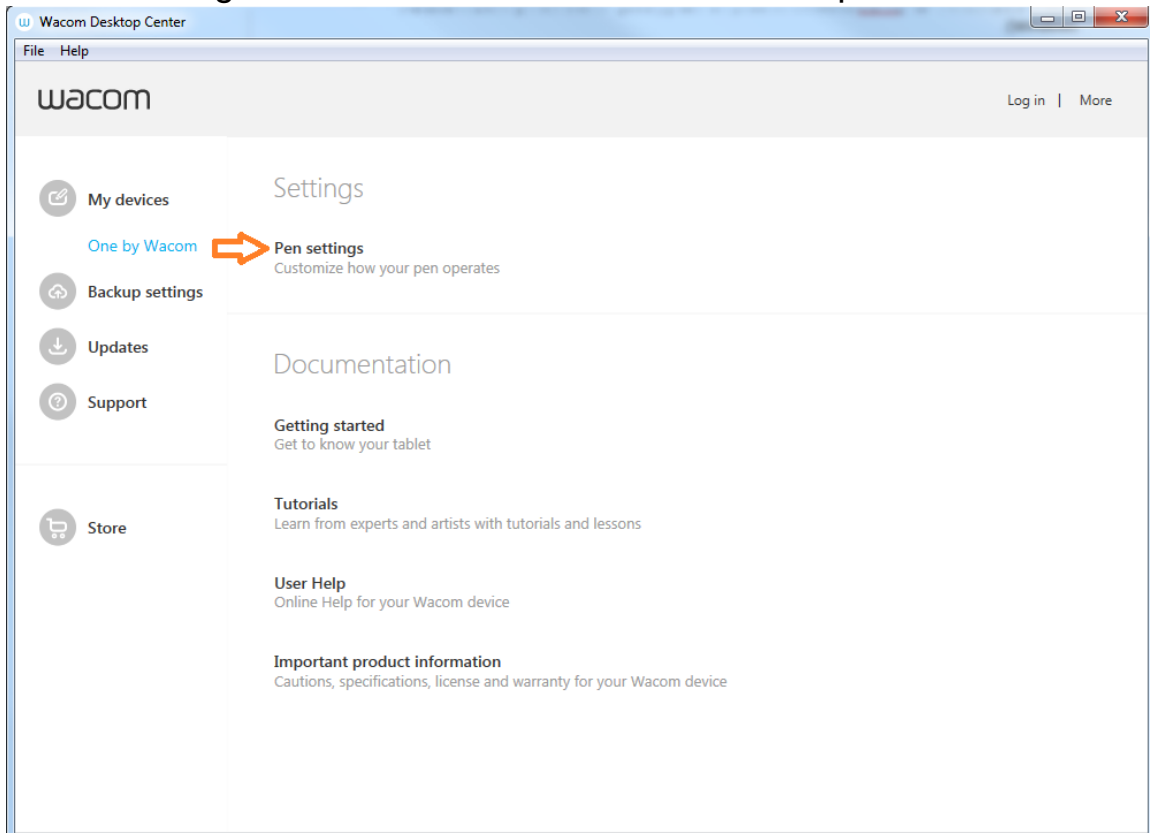 Wacom Desktop Center
File Help
wacom
Log in | More
My devices
One by Wacom
Backup settings
Updates
Support
Store
Settings
Pen settings
Customize how your pen operates
Documentation
Getting started
Get to know your tablet
Tutorials
Learn from experts and artists with tutorials and lessons
User Help
Online Help for your Wacom device
Important product information
Cautions, specifications, license and warranty for your Wacom device